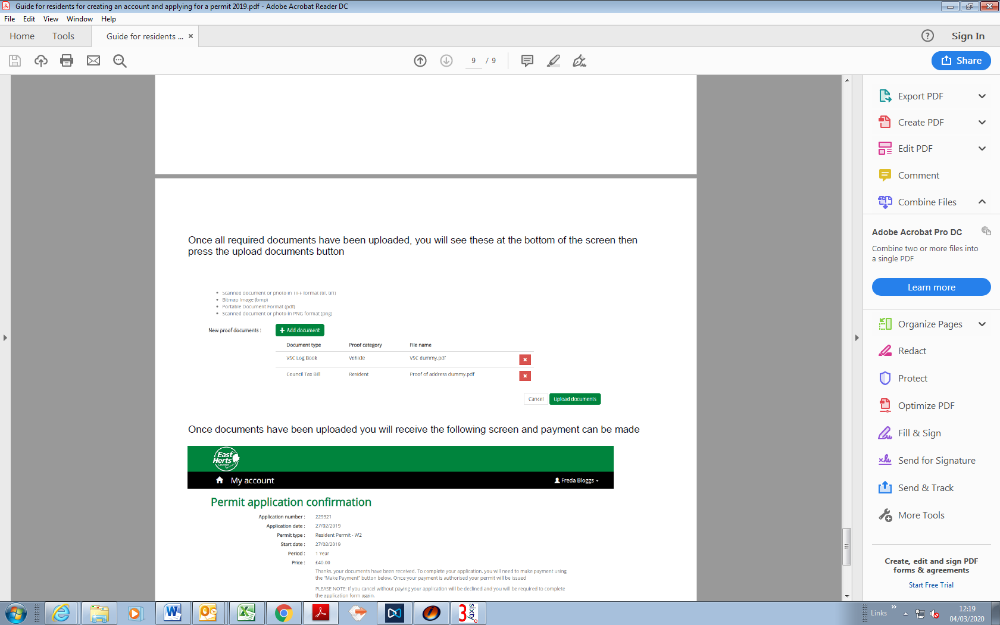 Guide for residents for creating an account and applying for a permit 2019.pdf - Adobe Acrobat Reader DC
File Edit View Window Help
Home Tools Guide for residents ... × Sign In
9 / 9
Share
Export PDF
Create PDF
Edit PDF
Comment
Combine Files
Adobe Acrobat Pro DC
Combine two or more files into
a single PDF
Learn more
Organize Pages
Redact
Protect
Optimize PDF
Fill & Sign
Send for Signature
Send & Track
More Tools
Create, edit and sign PDF
forms & agreements
Start Free Trial
Once all required documents have been uploaded, you will see these at the bottom of the screen then
press the upload documents button
Scanned document or photo in TIFF format (tif, tiff)
Bitmap Image (bmp)
Portable Document Format (pdf)
Scanned document or photo in PNG format (png)
New proof documents : + Add document
Document type Proof category File name
V5C Log Book Vehicle V5C dummy.pdf
Council Tax Bill Resident Proof of address dummy.pdf
Cancel Upload documents
Once documents have been uploaded you will receive the following screen and payment can be made
East
Herts
Council
My account Freda Bloggs
Permit application confirmation
Application number : 229321
Application date : 27/02/2019
Permit type : Resident Permit - W2
Start date : 27/02/2019
Period : 1 Year
Price : £40.00
Thanks, your documents have been received. To complete your application, you will need to make payment using
the "Make Payment" button below. Once your payment is authorised your permit will be issued
PLEASE NOTE: If you cancel without paying your application will be declined and you will be required to complete
the application form again.
3 sixty
Links
12:19
04/03/2020